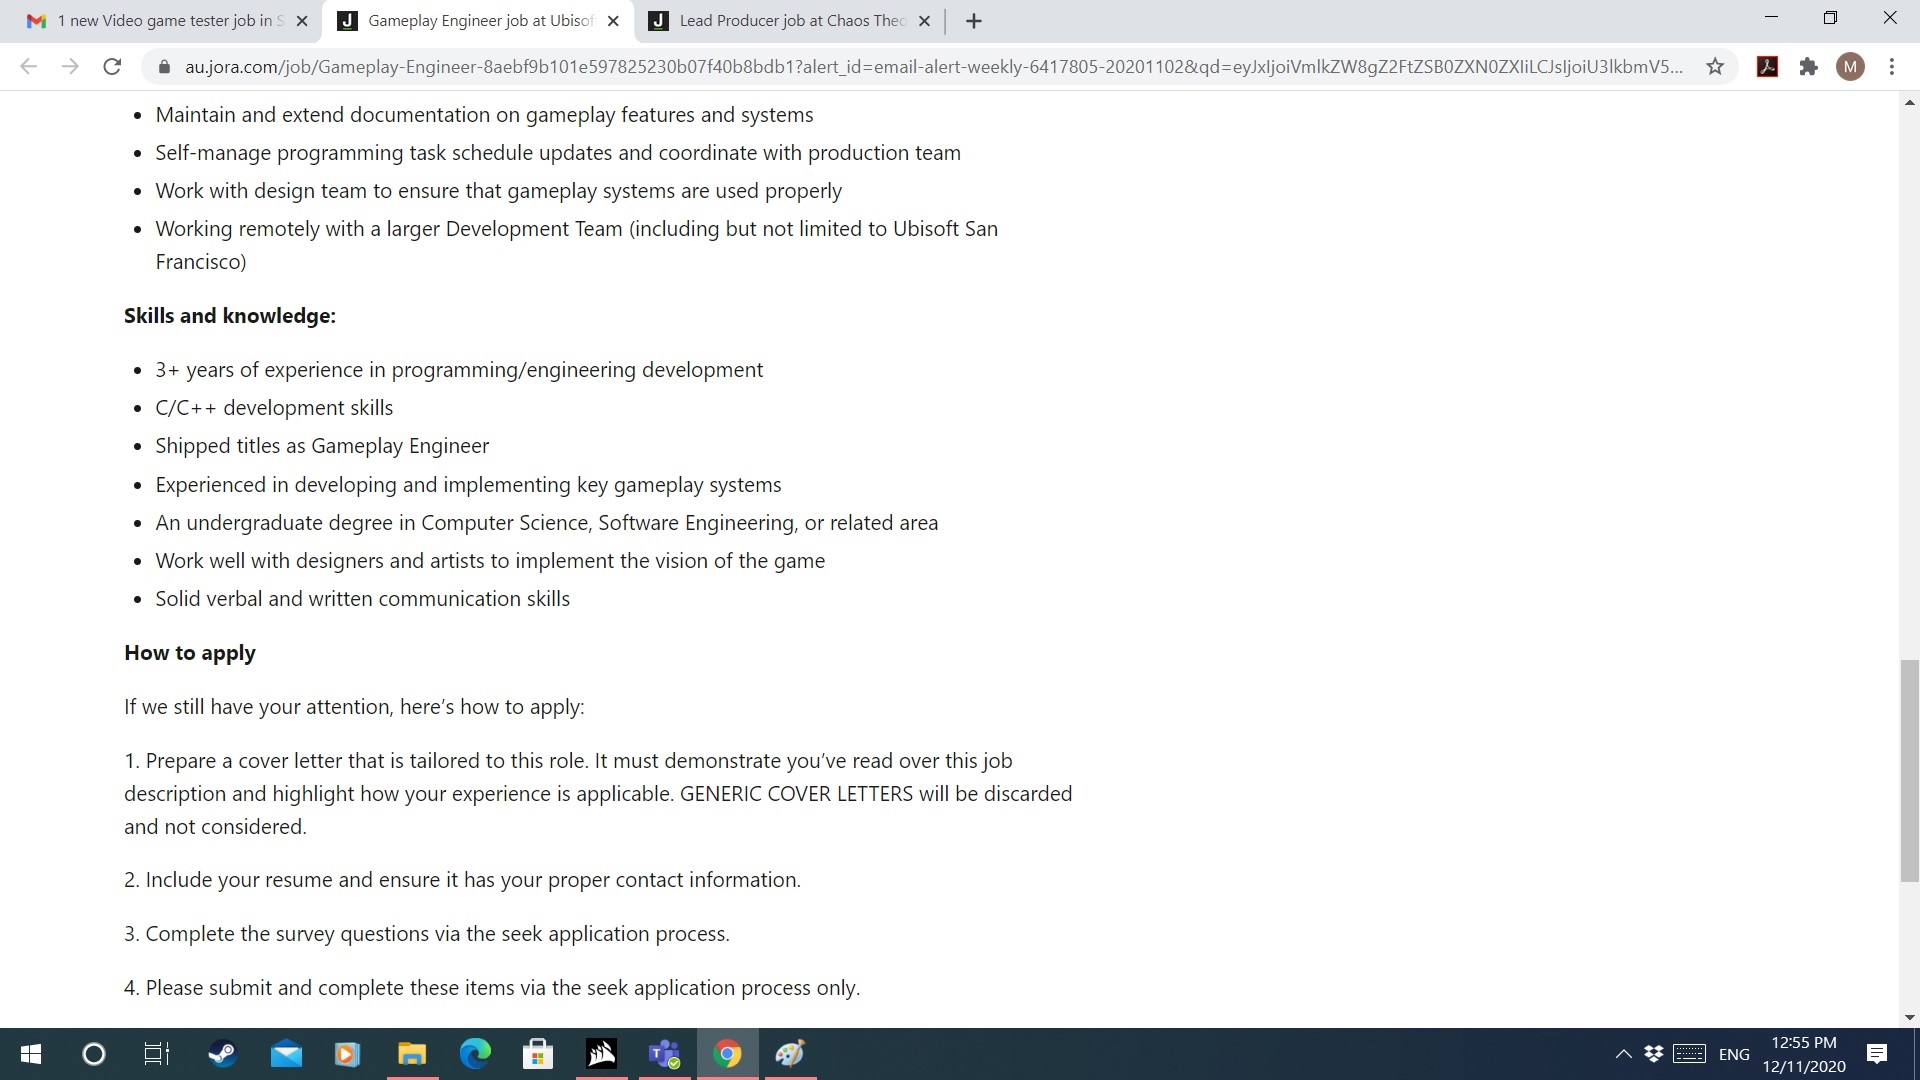 1 new Video game tester job in S
Gameplay Engineer job at Ubisof
Lead Producer job at Chaos Theo
au.jora.com/job/Gameplay-Engineer-8aebf9b101e597825230b07f40b8bdb1?alert_id=email-alert-weekly-6417805-20201102&qd=eyJxIjoiVmlkZW8gZ2FtZSB0ZXN0ZXIiLCJsIjoiU3lkbmV5...
M
• Maintain and extend documentation on gameplay features and systems
• Self-manage programming task schedule updates and coordinate with production team
• Work with design team to ensure that gameplay systems are used properly
• Working remotely with a larger Development Team (including but not limited to Ubisoft San
Francisco)
Skills and knowledge:
• 3+ years of experience in programming/engineering development
• C/C++ development skills
• Shipped titles as Gameplay Engineer
• Experienced in developing and implementing key gameplay systems
• An undergraduate degree in Computer Science, Software Engineering, or related area
• Work well with designers and artists to implement the vision of the game
• Solid verbal and written communication skills
How to apply
If we still have your attention, here’s how to apply:
1. Prepare a cover letter that is tailored to this role. It must demonstrate you’ve read over this job
description and highlight how your experience is applicable. GENERIC COVER LETTERS will be discarded
and not considered.
2. Include your resume and ensure it has your proper contact information.
3. Complete the survey questions via the seek application process.
4. Please submit and complete these items via the seek application process only.
ENG
12:55 PM
12/11/2020